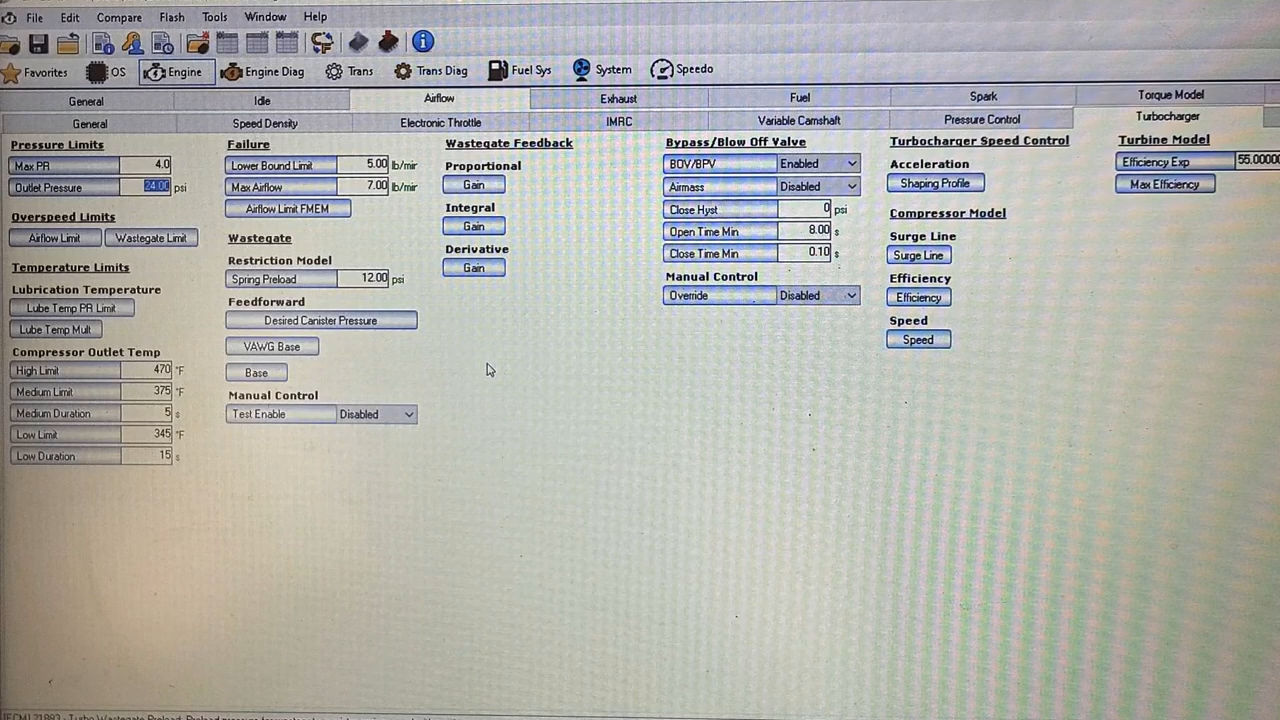 File Edit Compare Flash Tools Window Help
Favorites OS Engine Engine Diag Trans Trans Diag Fuel Sys System Speedo
General Idle Airflow Exhaust Fuel Spark Torque Model
General Speed Density Electronic Throttle IMRC Variable Camshaft Pressure Control Turbocharger
Pressure Limits
Max PR 4.0
Outlet Pressure 24.00 psi
Overspeed Limits
Airflow Limit Wastegate Limit
Temperature Limits
Lubrication Temperature
Lube Temp PR Limit
Lube Temp Mult
Compressor Outlet Temp
High Limit 470 °F
Medium Limit 375 °F
Medium Duration 5 s
Low Limit 345 °F
Low Duration 15 s
Failure
Lower Bound Limit 5.00 lb/mir
Max Airflow 7.00 lb/mir
Airflow Limit FMEM
Wastegate
Restriction Model
Spring Preload 12.00 psi
Feedforward
Desired Canister Pressure
VAWG Base
Base
Manual Control
Test Enable Disabled
Wastegate Feedback
Proportional
Gain
Integral
Gain
Derivative
Gain
Bypass/Blow Off Valve
BOV/BPV Enabled
Airmass Disabled
Close Hyst 0 psi
Open Time Min 8.00 s
Close Time Min 0.10 s
Manual Control
Override Disabled
Turbocharger Speed Control
Acceleration
Shaping Profile
Compressor Model
Surge Line
Surge Line
Efficiency
Efficiency
Speed
Speed
Turbine Model
Efficiency Exp 55.0000
Max Efficiency